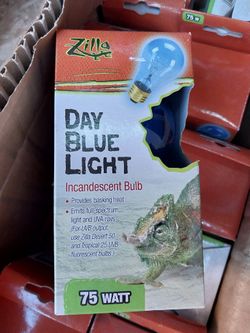 75 W
Zilla
DAY
BLUE
LIGHT
Incandescent Bulb
• Provides basking heat
• Emits full spectrum
light and UVA rays
(For UVB output
use Zilla Desert 50
and Tropical 25 UVB
fluorescent bulbs)
75 WATT